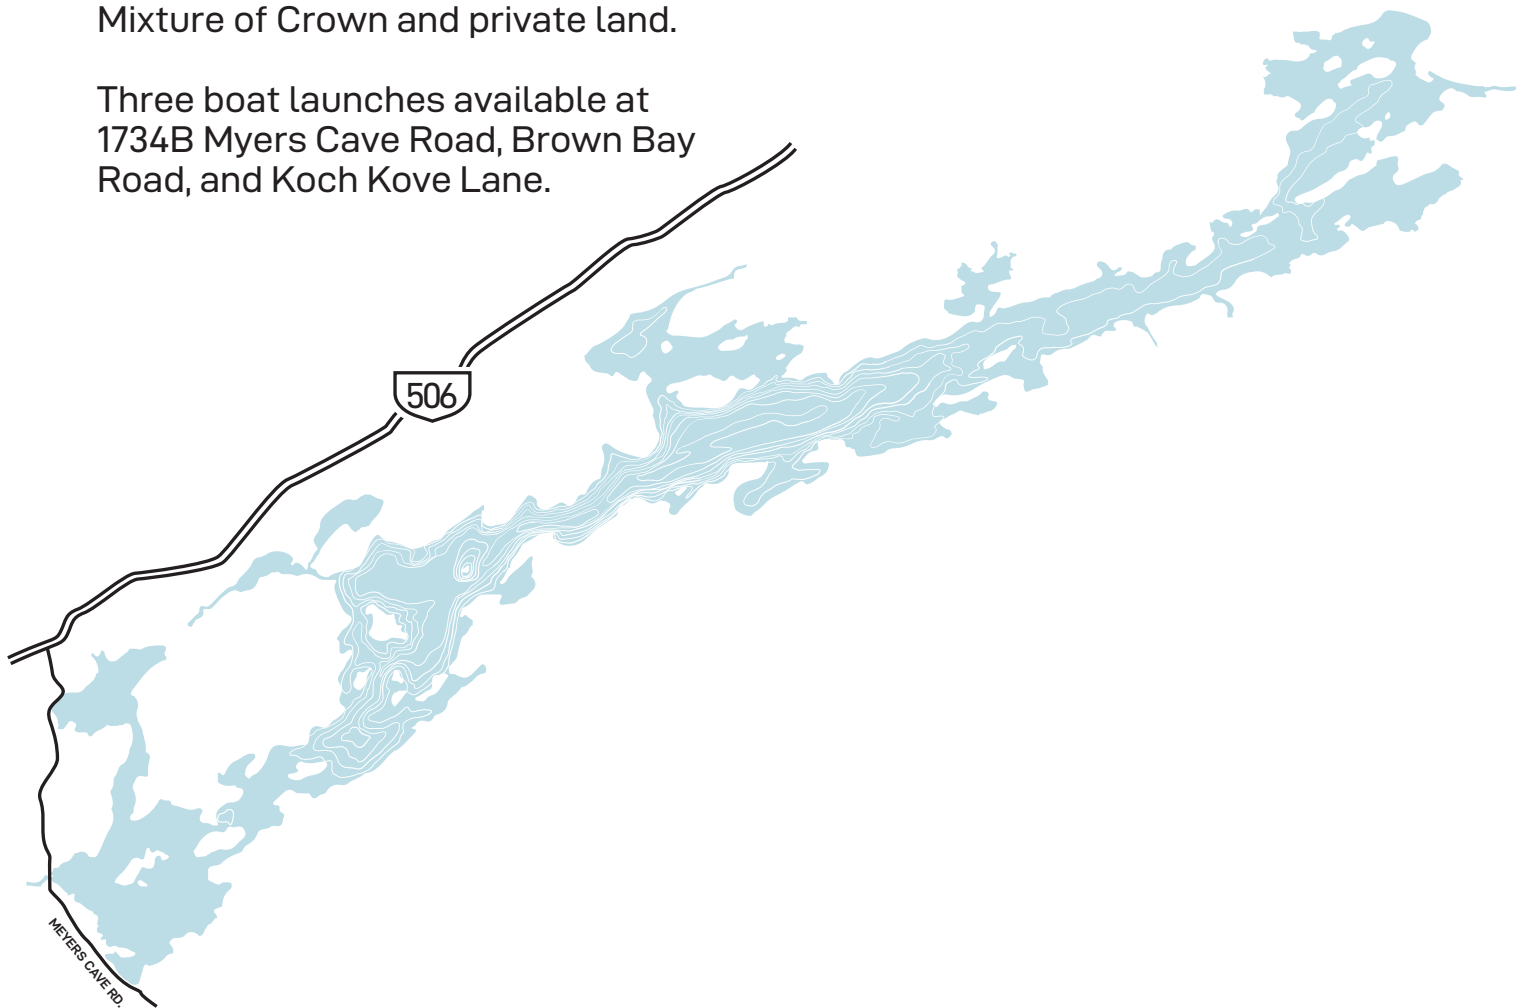 Mixture of Crown and private land.
Three boat launches available at
1734B Myers Cave Road, Brown Bay
Road, and Koch Kove Lane.
506
MEYERS CAVE RD.